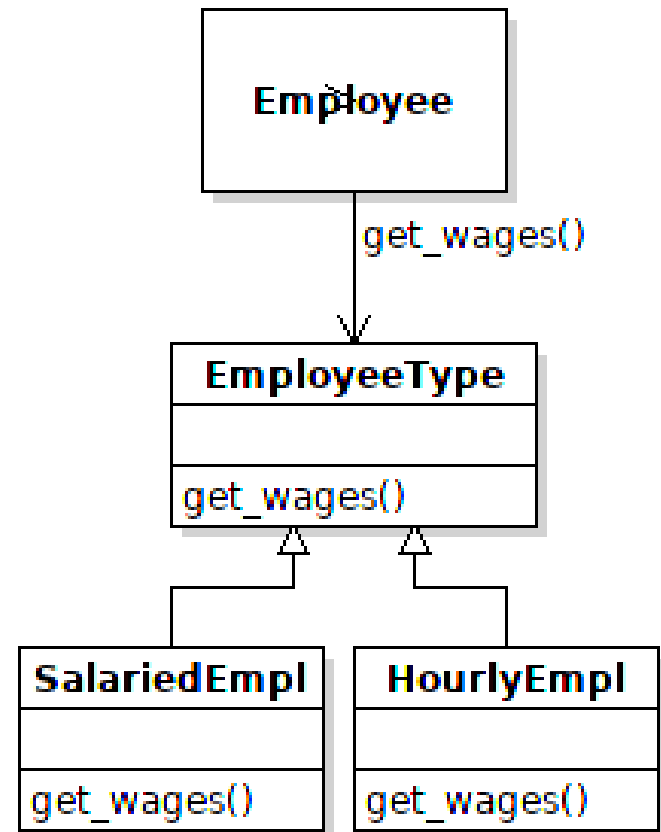 Employee
get_wages()
EmployeeType
get_wages()
SalariedEmpl
get_wages()
HourlyEmpl
get_wages()